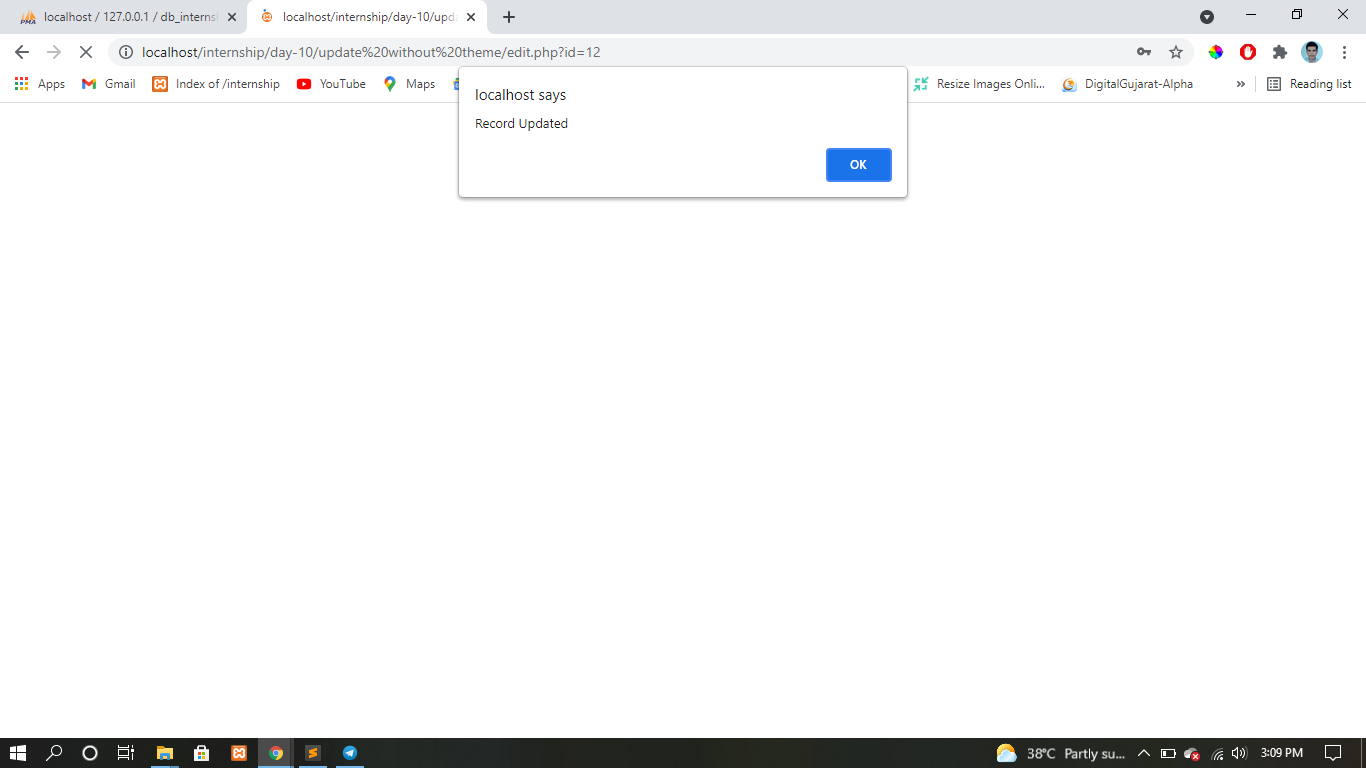 localhost / 127.0.0.1 / db_interns
localhost/internship/day-10/upda
localhost/internship/day-10/update%20without%20theme/edit.php?id=12
Apps
Gmail
Index of /internship
YouTube
Maps
Resize Images Onli...
DigitalGujarat-Alpha
»
Reading list
localhost says
Record Updated
OK
38°C Partly su...
3:09 PM